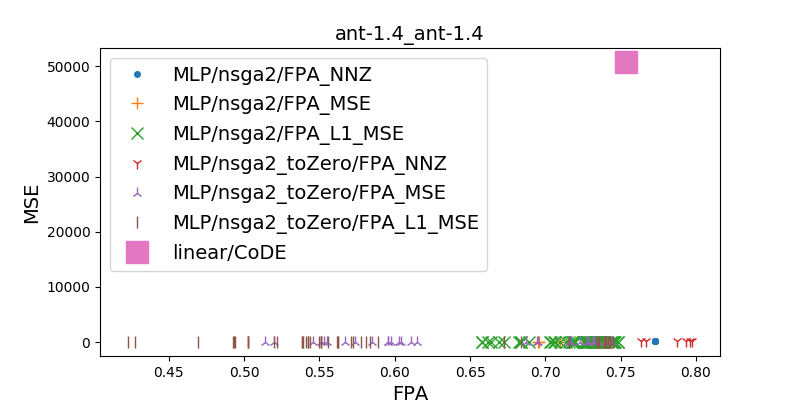 ant-1.4_ant-1.4
MSE
50000
40000
30000
20000
10000
0
MLP/nsga2/FPA_NNZ
MLP/nsga2/FPA_MSE
MLP/nsga2/FPA_L1_MSE
MLP/nsga2_toZero/FPA_NNZ
MLP/nsga2_toZero/FPA_MSE
MLP/nsga2_toZero/FPA_L1_MSE
linear/CoDE
0.45 0.50 0.55 0.60 0.65 0.70 0.75 0.80
FPA